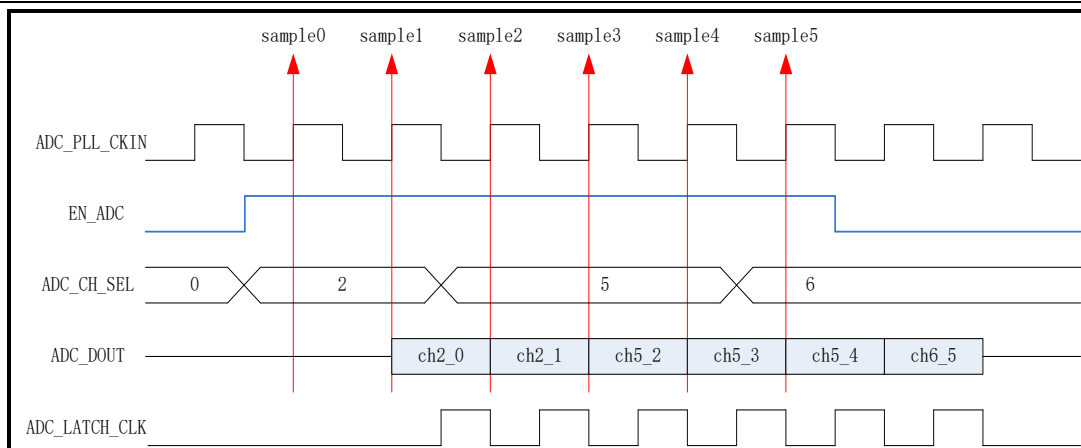 sample0 sample1 sample2 sample3 sample4 sample5
ADC_PLL_CKIN
EN_ADC
ADC_CH_SEL 0 2 5 6
ADC_DOUT ch2_0 ch2_1 ch5_2 ch5_3 ch5_4 ch6_5
ADC_LATCH_CLK